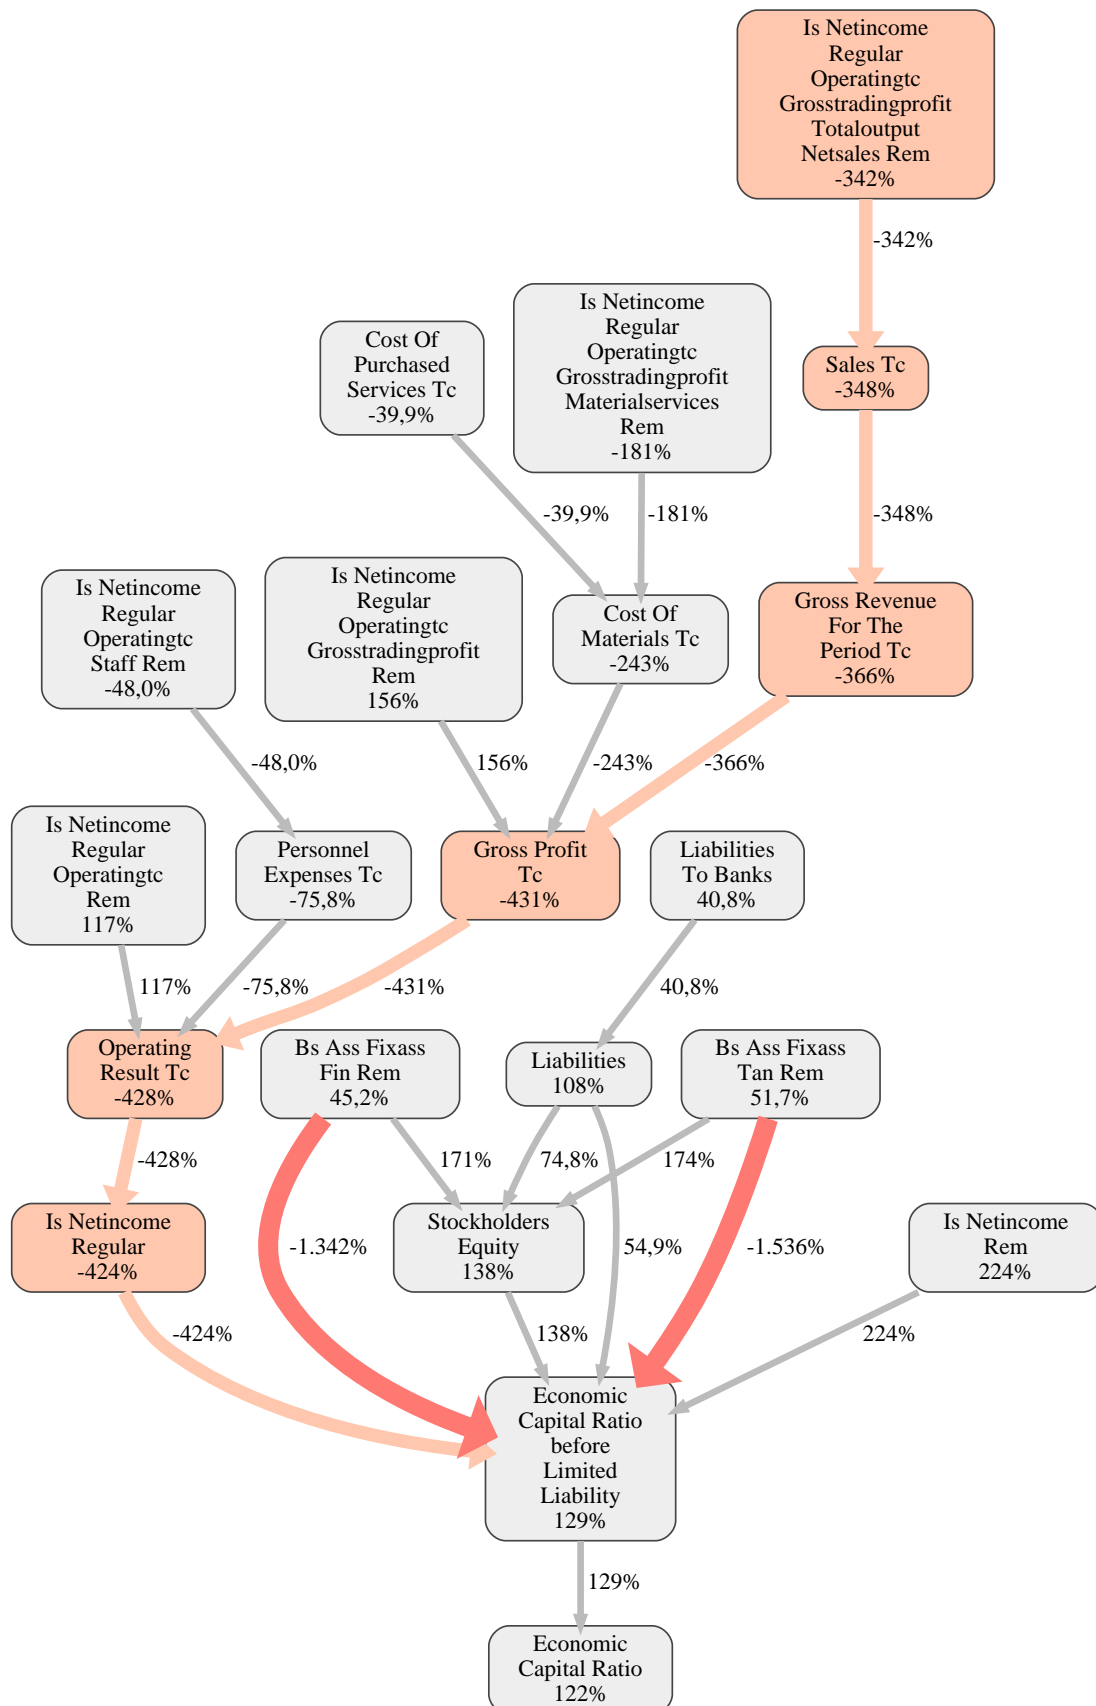 Is Netincome
Regular
Operatingtc
Grosstradingprofit
Totaloutput
Netsales Rem
-342%
-342%
Is Netincome
Regular
Operatingtc
Grosstradingprofit
Materialservices
Rem
-181%
Cost Of
Purchased
Services Tc
-39,9%
Sales Tc
-348%
-39,9%
-181%
-348%
Is Netincome
Regular
Operatingtc
Staff Rem
-48,0%
Is Netincome
Regular
Operatingtc
Grosstradingprofit
Rem
156%
Cost Of
Materials Tc
-243%
Gross Revenue
For The
Period Tc
-366%
-48,0%
156%
-243%
-366%
Is Netincome
Regular
Operatingtc
Rem
117%
Personnel
Expenses Tc
-75,8%
Gross Profit
Tc
-431%
Liabilities
To Banks
40,8%
117%
-75,8%
-431%
40,8%
Operating
Result Tc
-428%
Bs Ass Fixass
Fin Rem
45,2%
Liabilities
108%
Bs Ass Fixass
Tan Rem
51,7%
-428%
171%
74,8%
174%
Is Netincome
Regular
-424%
-1.342%
Stockholders
Equity
138%
54,9%
-1.536%
Is Netincome
Rem
224%
-424%
138%
224%
Economic
Capital Ratio
before
Limited
Liability
129%
129%
Economic
Capital Ratio
122%